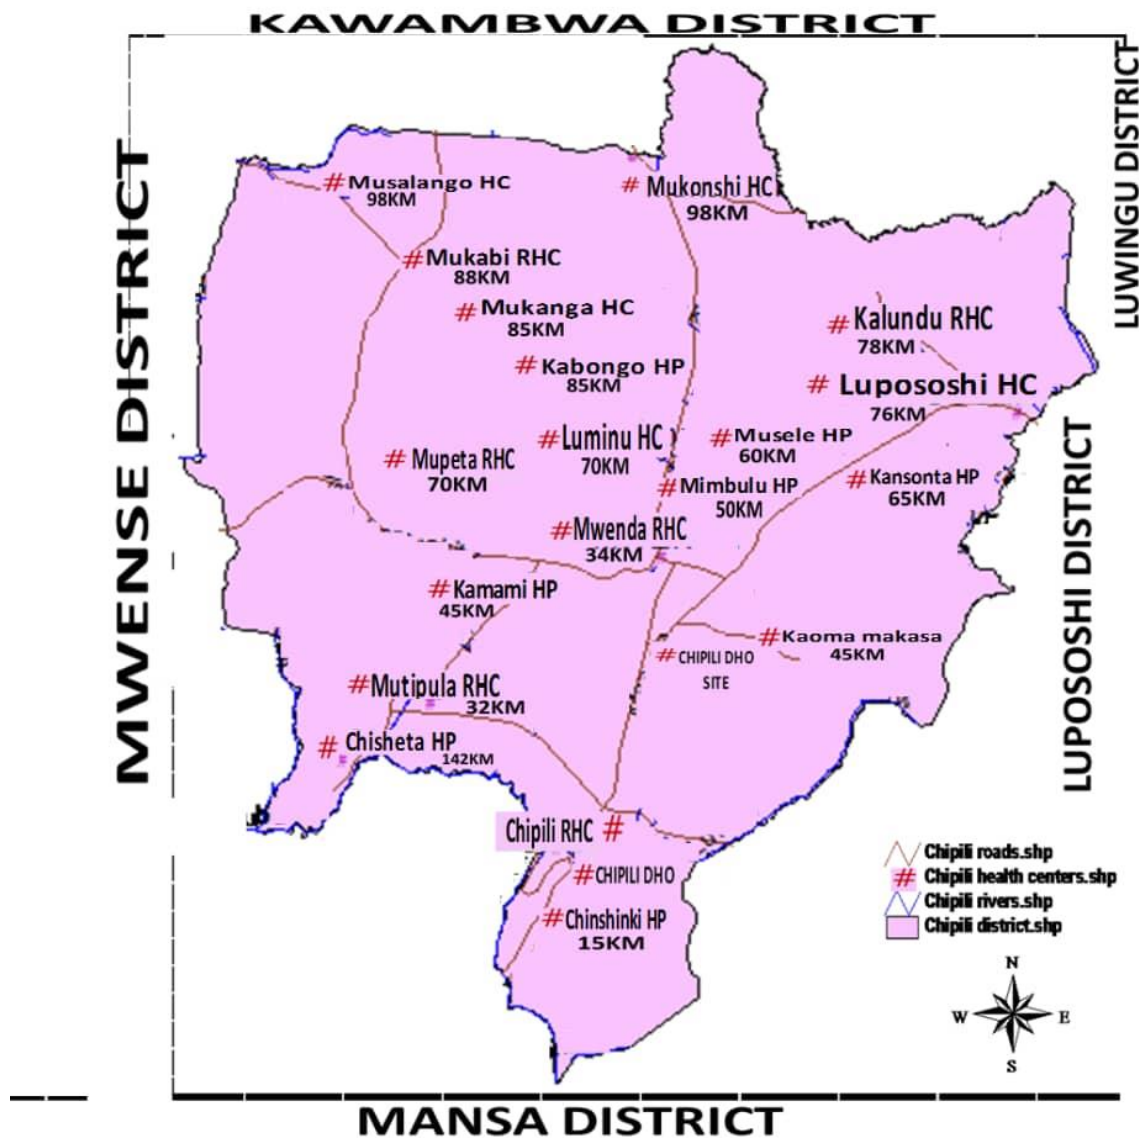 KAWAMBWA DISTRICT
LUWINGU DISTRICT
MWENSE DISTRICT
LUPOSOSHI DISTRICT
# Musalango HC
98KM
# Mukonshi HC
98KM
# Mukabi RHC
88KM
# Mukanga HC
85KM
# Kalundu RHC
78KM
# Kabongo HP
85KM
# Lupososhi HC
76KM
# Luminu HC
70KM
# Musele HP
60KM
# Mupeta RHC
70KM
# Mimbulu HP
50KM
# Kansonta HP
65KM
# Mwenda RHC
34KM
# Kamami HP
45KM
# Kaoma makasa
45KM
# CHIPILI DHO
SITE
# Mutipula RHC
32KM
# Chisheta HP
142KM
Chipili RHC #
# CHIPILI DHO
# Chinshinki HP
15KM
Chipili roads.shp
# Chipili health centers.shp
Chipili rivers.shp
Chipili district.shp
N
W E
S
MANSA DISTRICT